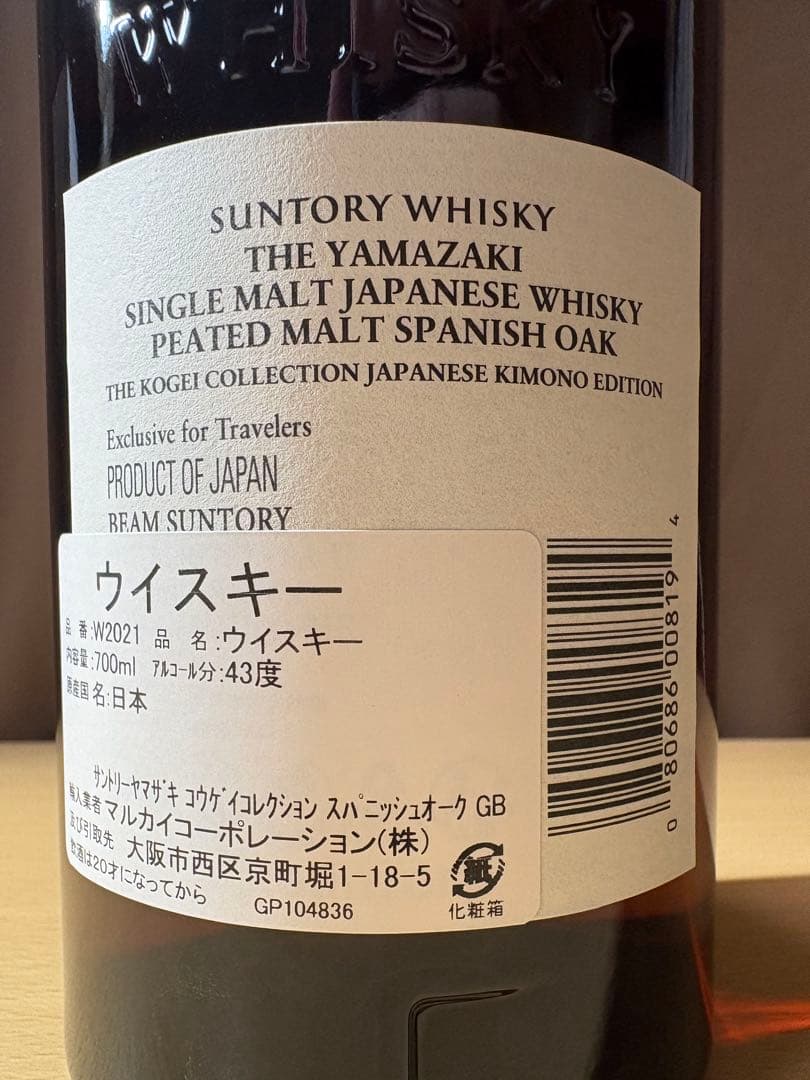 WHISKY
SUNTORY WHISKY
THE YAMAZAKI
SINGLE MALT JAPANESE WHISKY
PEATED MALT SPANISH OAK
THE KOGEI COLLECTION JAPANESE KIMONO EDITION
Exclusive for Travelers
PRODUCT OF JAPAN
BEAM SUNTORY
ウイスキー
品 番:W2021 品 名:ウイスキー
内容量:700ml アルコール分:43度
原産国名:日本
サントリーヤマザキ コウゲイコレクション スパニッシュオーク GB
輸入業者 マルカイコーポレーション(株)
及び引取先 大阪市西区京町堀1-18-5
飲酒は20才になってから
GP104836
紙
化粧箱
0 80686 00819 4